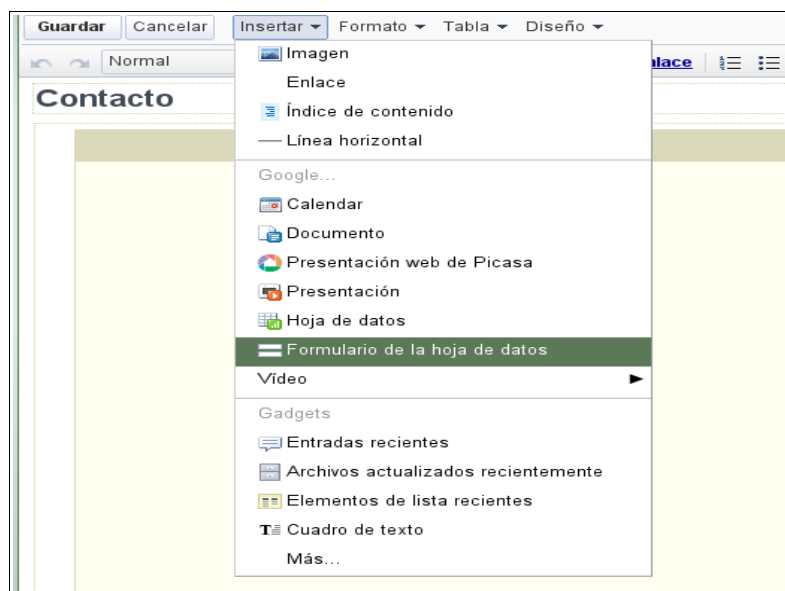 Guardar Cancelar Insertar Formato Tabla Diseño
Normal
lace
Contacto
Imagen
Enlace
Índice de contenido
Línea horizontal
Google...
Calendar
Documento
Presentación web de Picasa
Presentación
Hoja de datos
Formulario de la hoja de datos
Vídeo
Gadgets
Entradas recientes
Archivos actualizados recientemente
Elementos de lista recientes
Cuadro de texto
Más...